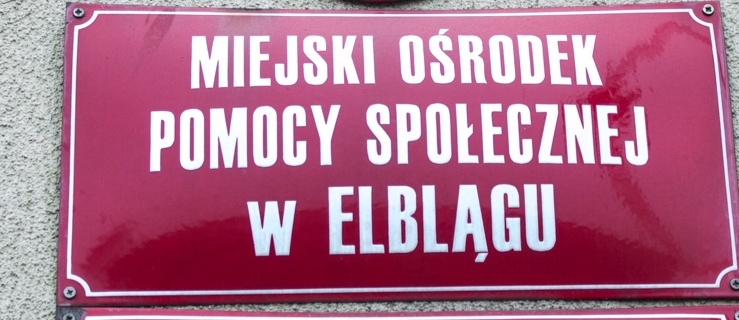 MIEJSKI OŚRODEK
POMOCY SPOŁECZNEJ
W ELBLĄGU